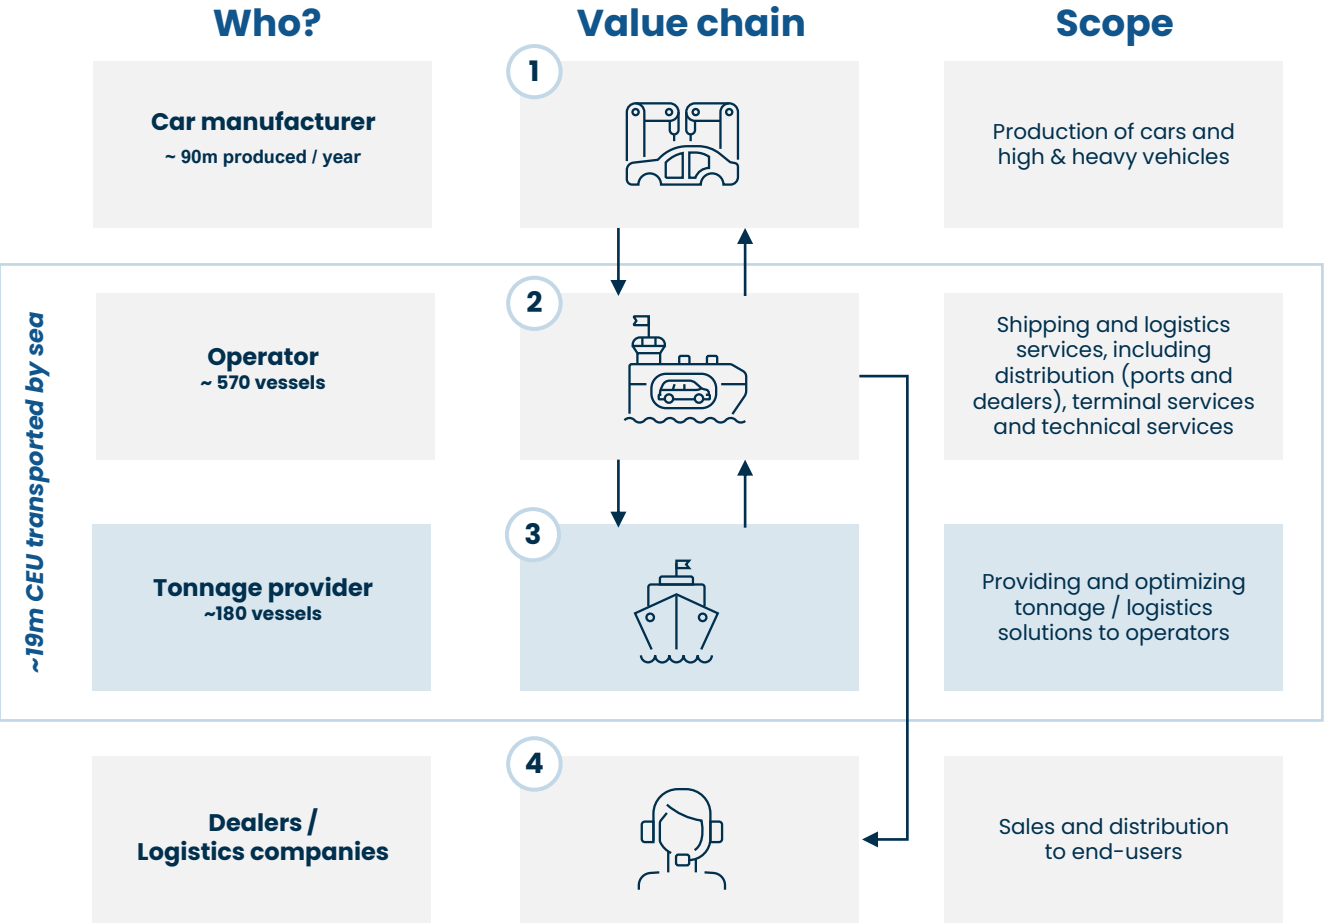 Who?
Value chain
Scope
1
Car manufacturer
~ 90m produced / year
Production of cars and
high & heavy vehicles
~19m CEU transported by sea
2
Operator
~ 570 vessels
Shipping and logistics
services, including
distribution (ports and
dealers), terminal services
and technical services
3
Tonnage provider
~180 vessels
Providing and optimizing
tonnage / logistics
solutions to operators
4
Dealers /
Logistics companies
Sales and distribution
to end-users